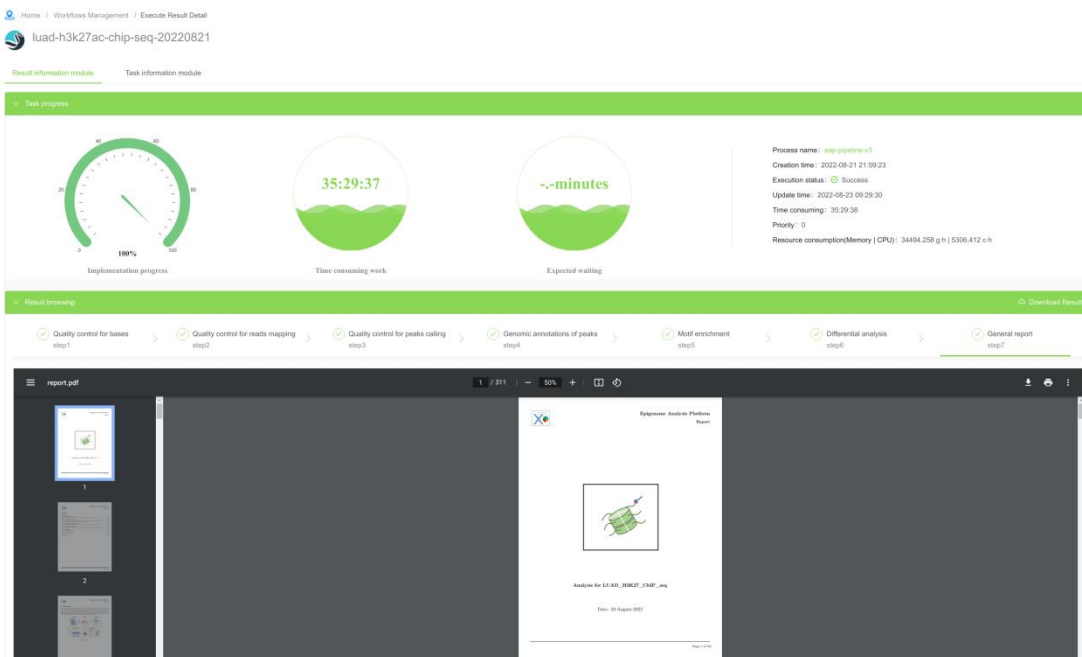 Home / Workflows Management / Execute Result Detail
luad-h3k27ac-chip-seq-20220821
Result information module Task information module
Task progress
0 20 40 60 80 100
100%
Implementation progress
35:29:37
Time consuming work
-.-minutes
Expected waiting
Process name: eap-pipeline-v3
Creation time: 2022-08-21 21:59:23
Execution status: Success
Update time: 2022-08-23 09:29:30
Time consuming: 35:29:38
Priority: 0
Resource consumption(Memory | CPU): 34494.258 g h | 5306.412 c h
Result browsing
Download Result
Quality control for bases
step1
Quality control for reads mapping
step2
Quality control for peaks calling
step3
Genomic annotations of peaks
step4
Motif enrichment
step5
Differential analysis
step6
General report
step7
report.pdf
1 / 311 | − 50% +
1
2
Epigenome Analysis Platform
Report
Analysis for LUAD_H3K27_ChIP_seq